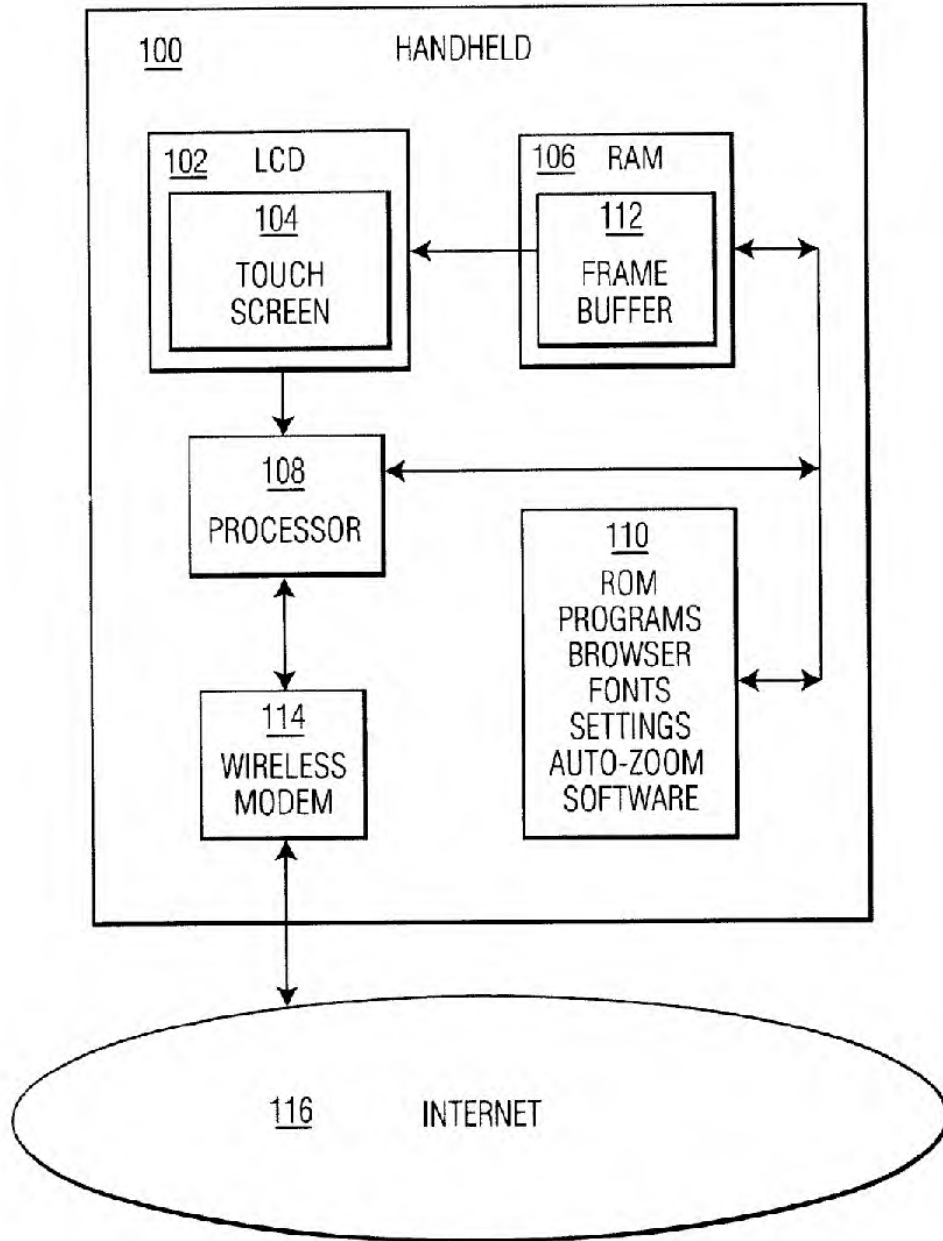 100 HANDHELD
102 LCD
104
TOUCH
SCREEN
106 RAM
112
FRAME
BUFFER
108
PROCESSOR
110
ROM
PROGRAMS
BROWSER
FONTS
SETTINGS
AUTO-ZOOM
SOFTWARE
114
WIRELESS
MODEM
116 INTERNET